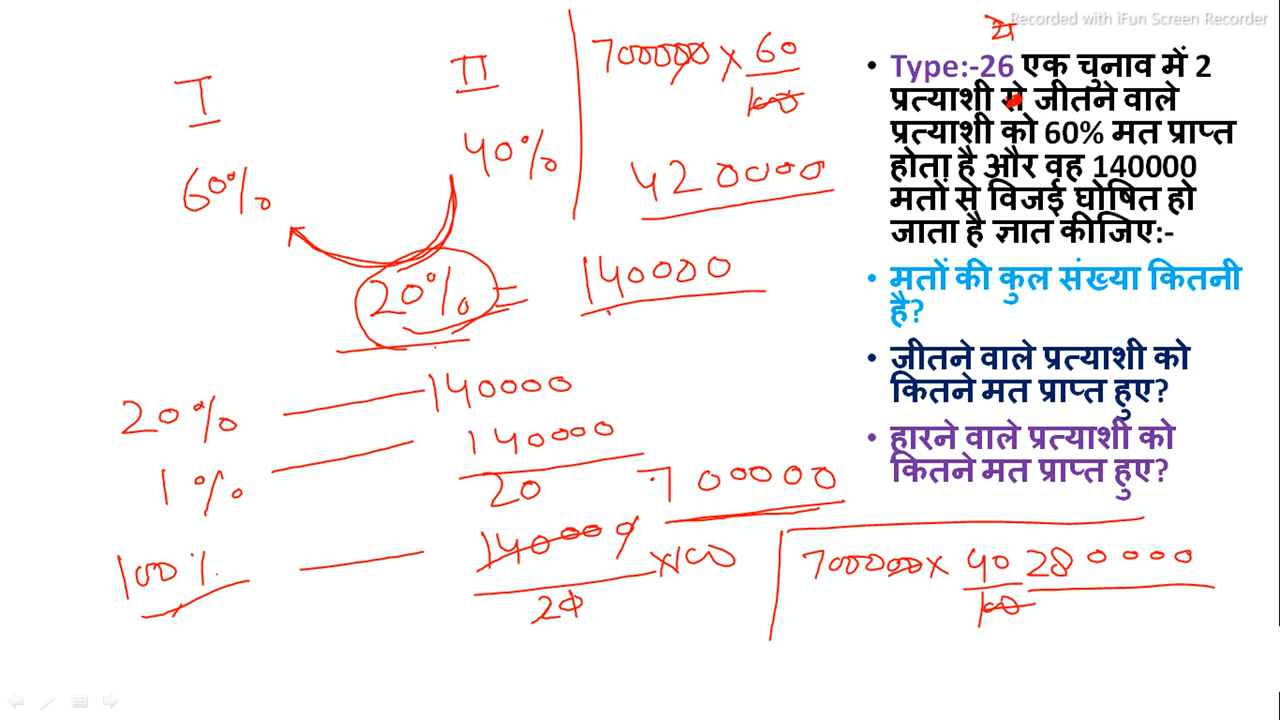 Recorded with iFun Screen Recorder
थे
• Type:-26 एक चुनाव में 2
प्रत्याशी से जीतने वाले
प्रत्याशी को 60% मत प्राप्त
होता है और वह 140000
मतों से विजई घोषित हो
जाता है ज्ञात कीजिए:-
• मतों की कुल संख्या कितनी
है?
• जीतने वाले प्रत्याशी को
कितने मत प्राप्त हुए?
• हारने वाले प्रत्याशी को
कितने मत प्राप्त हुए?
I II
60% 40%
20% = 140000
700000 × 60
100
420000
20% — 140000
1% — 140000
20
100% — 140000 × 100
20
700000
700000 × 40 280000
100